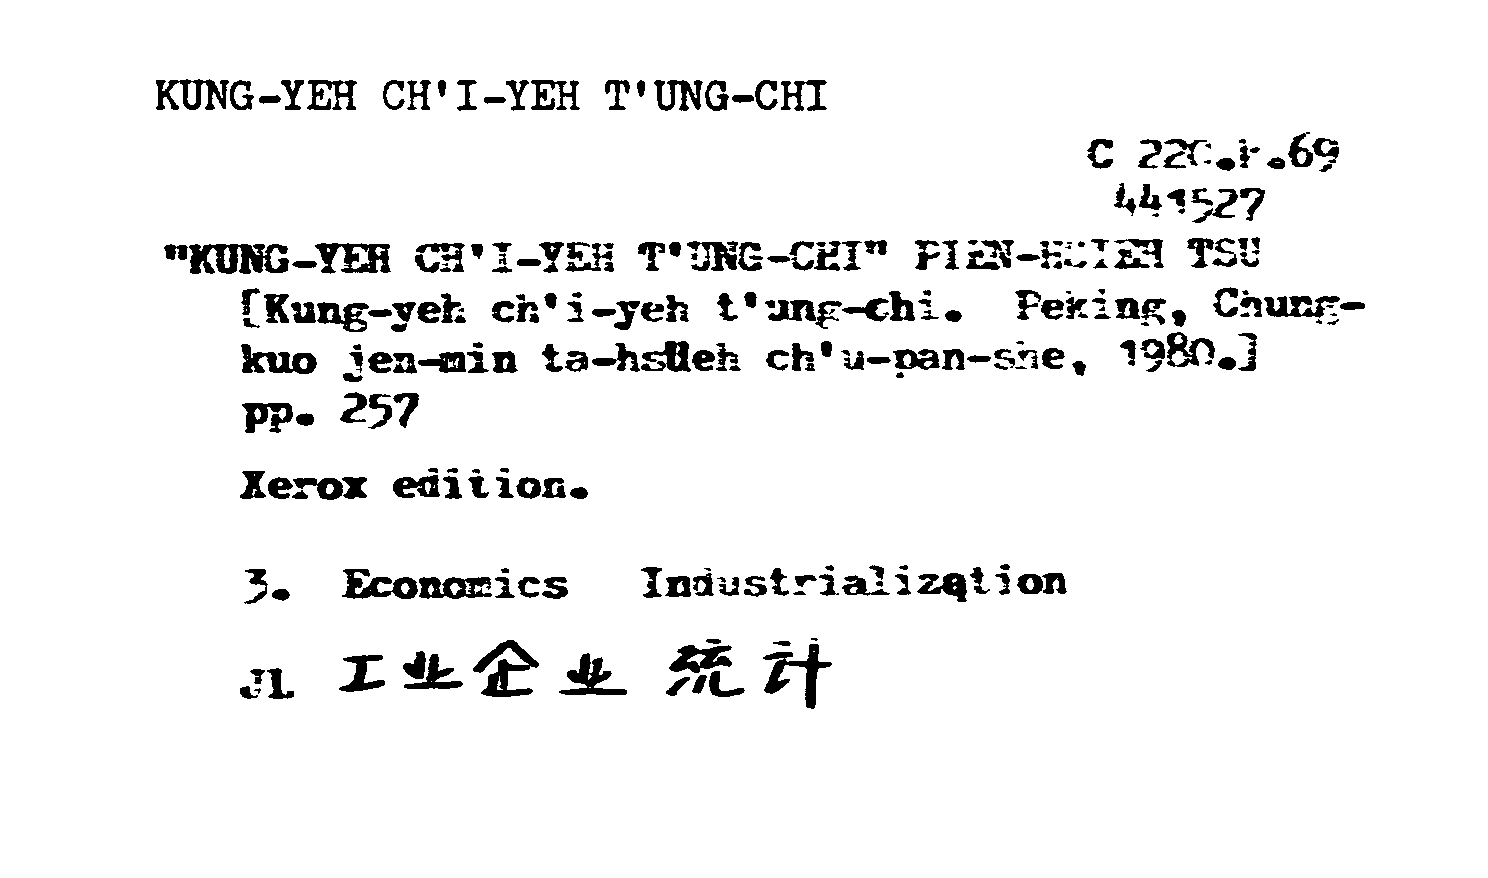 KUNG-YEH CH'I-YEH T'UNG-CHI
C 220.k.69
441527
"KUNG-YEH CH'I-YEH T'UNG-CHI" PIEN-HSIEH TSU
[Kung-yeh ch'i-yeh t'ung-chi. Peking, Chung-
kuo jen-min ta-hsüeh ch'u-pan-she, 1980.]
pp. 257
Xerox edition.
3. Economics Industrialization
JL 工业企业 统计